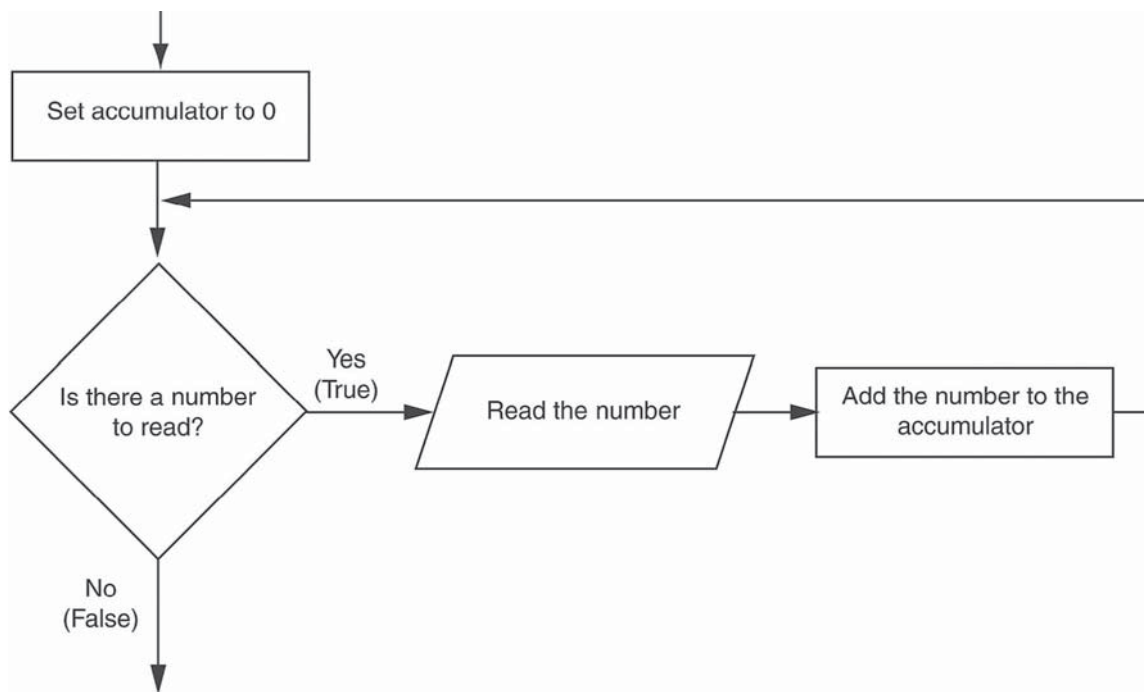 Set accumulator to 0
Is there a number
to read?
Yes
(True)
Read the number
Add the number to the
accumulator
No
(False)